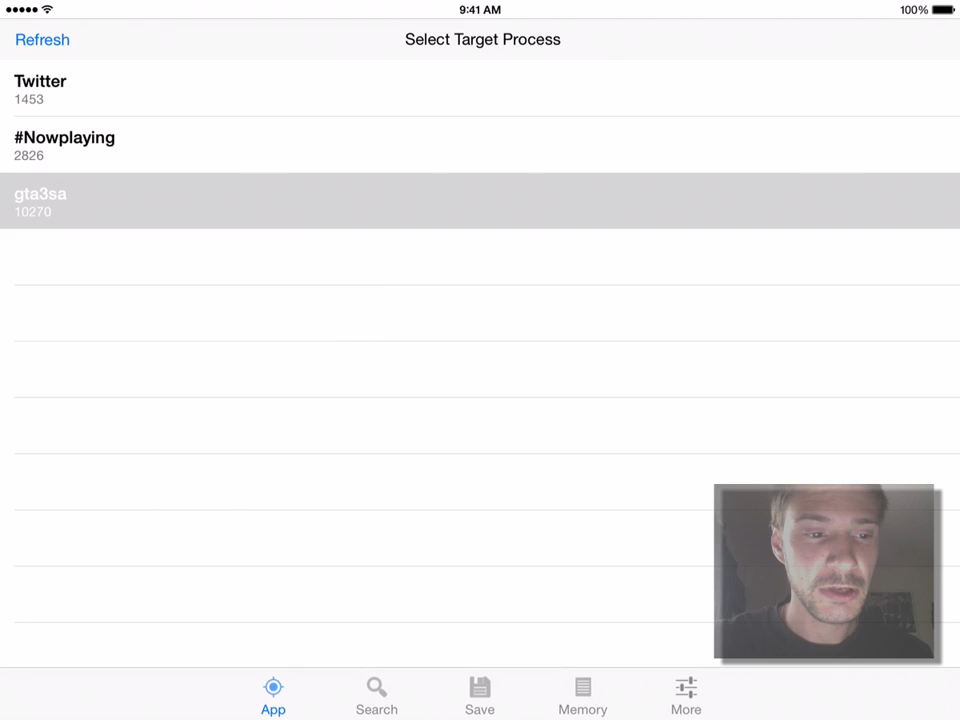 9:41 AM
100%
Refresh
Select Target Process
Twitter
1453
#Nowplaying
2826
gta3sa
10270
App
Search
Save
Memory
More